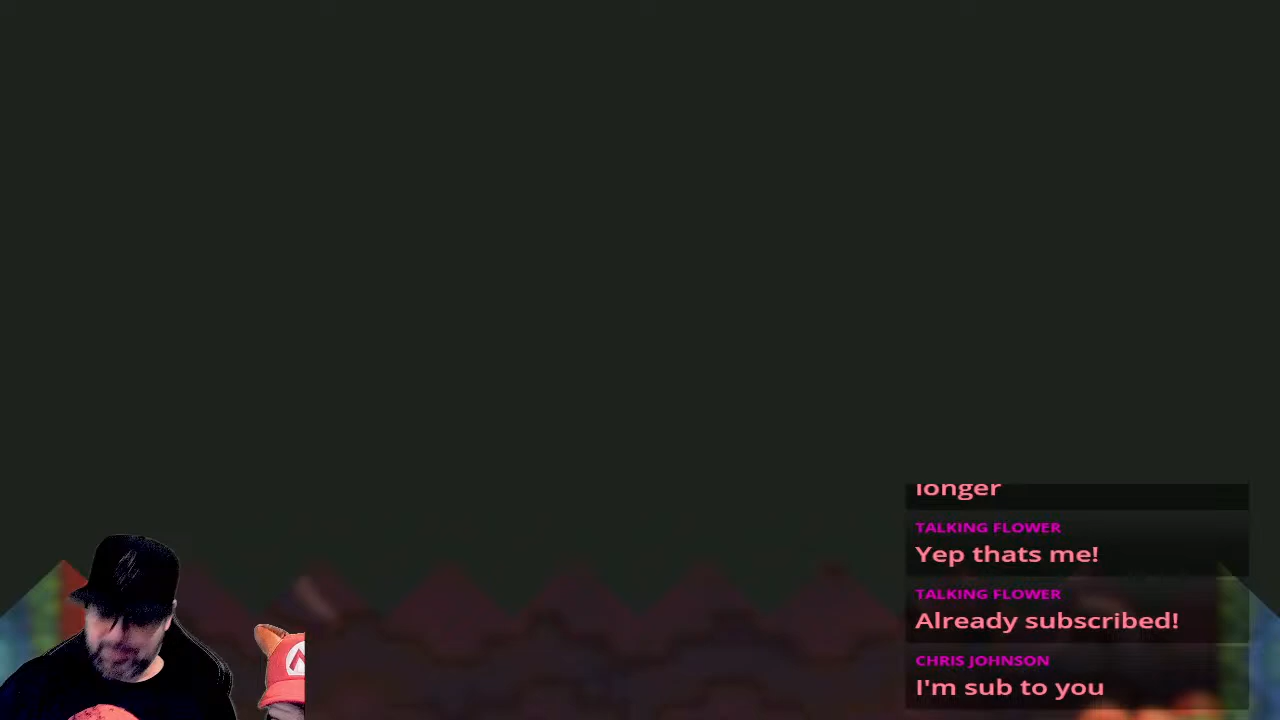 longer
TALKING FLOWER
Yep thats me!
TALKING FLOWER
Already subscribed!
CHRIS JOHNSON
I'm sub to you